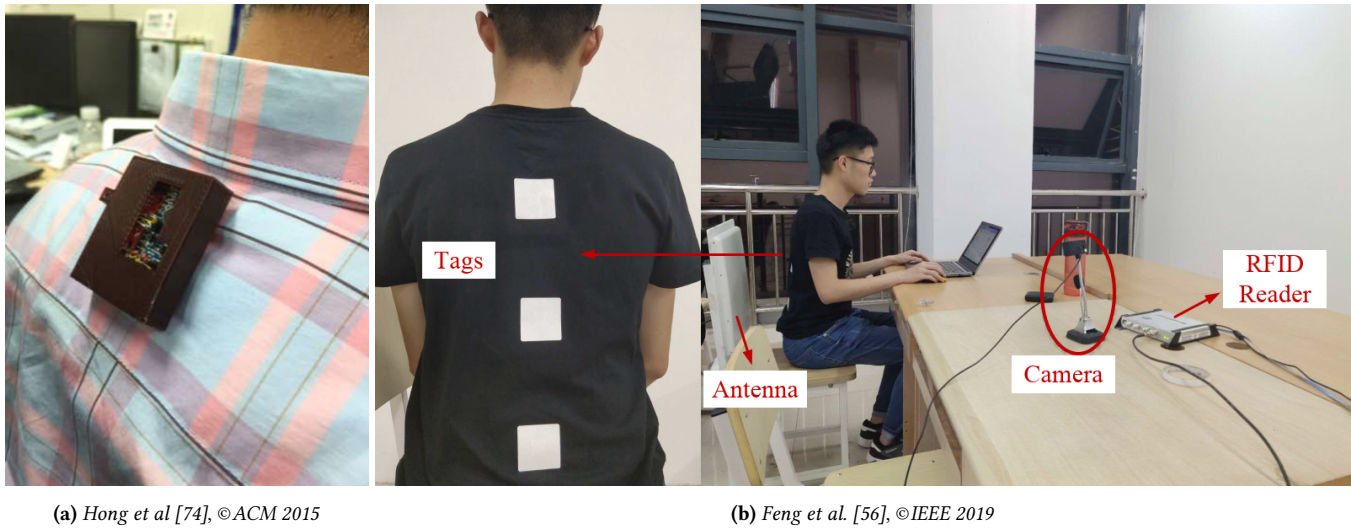 Tags
Antenna
Camera
RFID
Reader
(a) Hong et al [74], ©ACM 2015
(b) Feng et al. [56], ©IEEE 2019